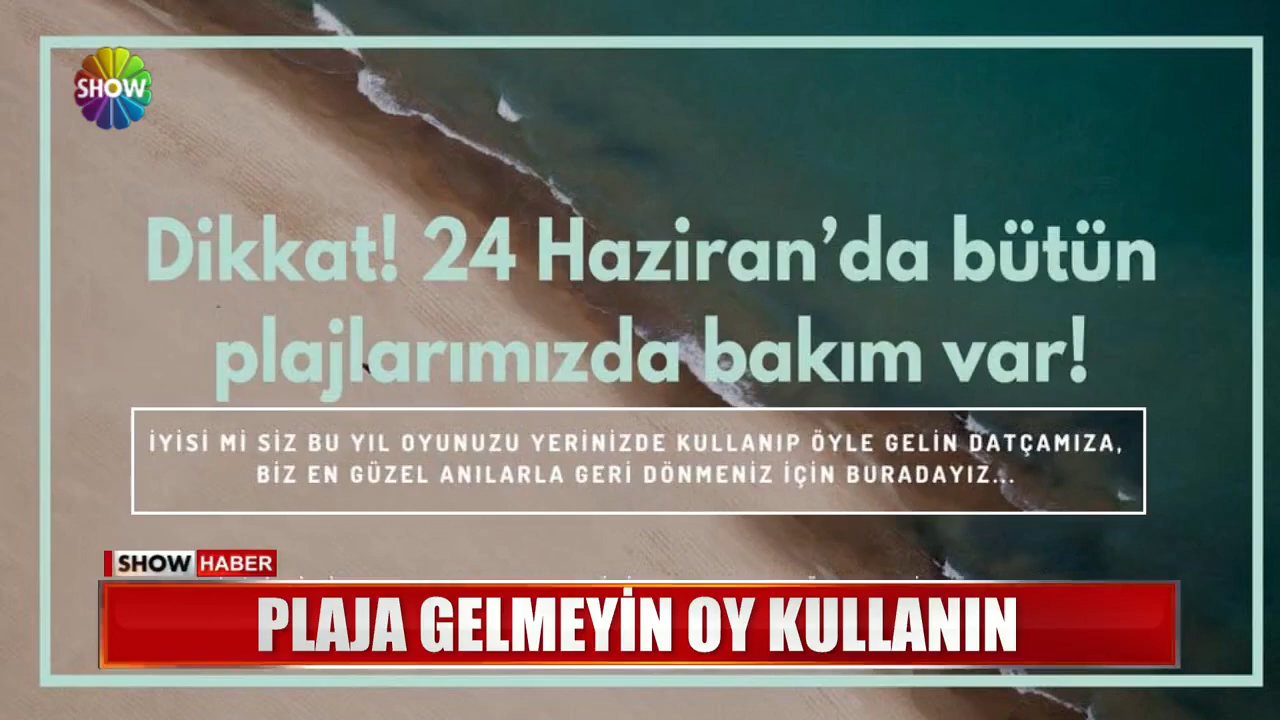 SHOW
Dikkat! 24 Haziran’da bütün
plajlarımızda bakım var!
İYİSİ Mİ SİZ BU YIL OYUNUZU YERİNİZDE KULLANIP ÖYLE GELİN DATÇAMIZA,
BİZ EN GÜZEL ANILARLA GERİ DÖNMENİZ İÇİN BURADAYIZ...
SHOW HABER
PLAJA GELMEYİN OY KULLANIN